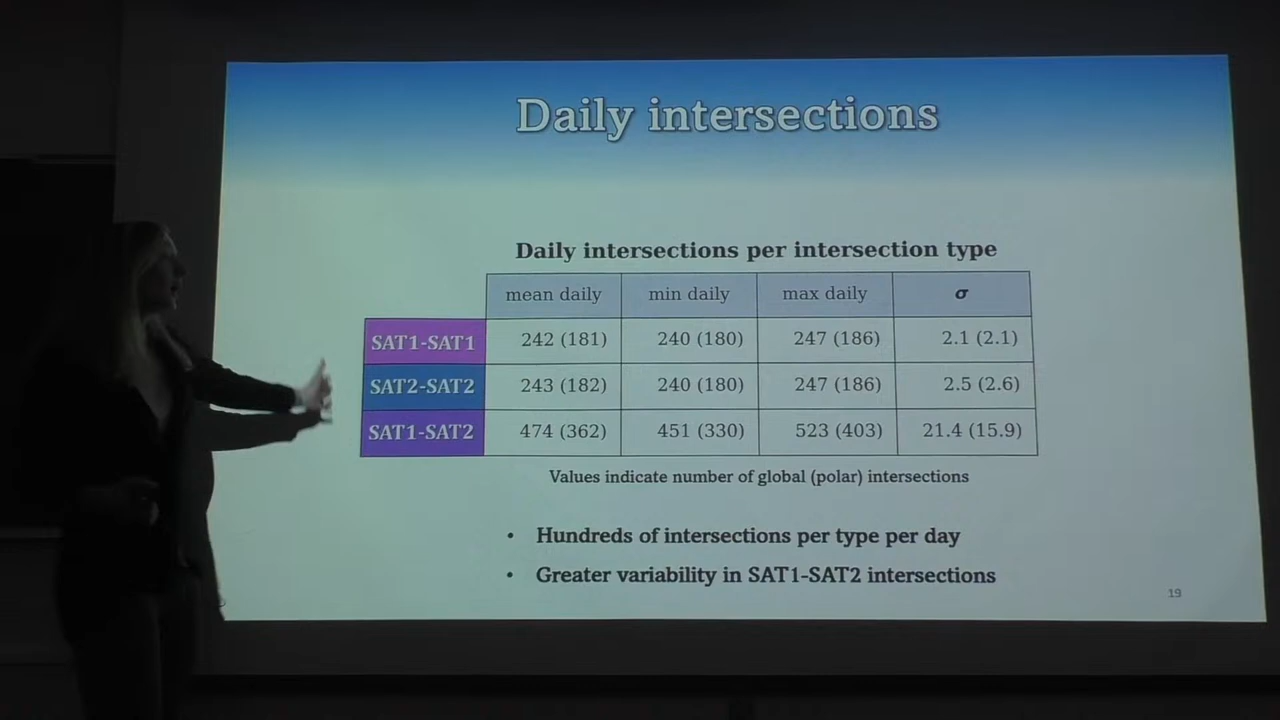 Daily intersections
Daily intersections per intersection type
mean daily min daily max daily σ
SAT1-SAT1 242 (181) 240 (180) 247 (186) 2.1 (2.1)
SAT2-SAT2 243 (182) 240 (180) 247 (186) 2.5 (2.6)
SAT1-SAT2 474 (362) 451 (330) 523 (403) 21.4 (15.9)
Values indicate number of global (polar) intersections
• Hundreds of intersections per type per day
• Greater variability in SAT1-SAT2 intersections
19